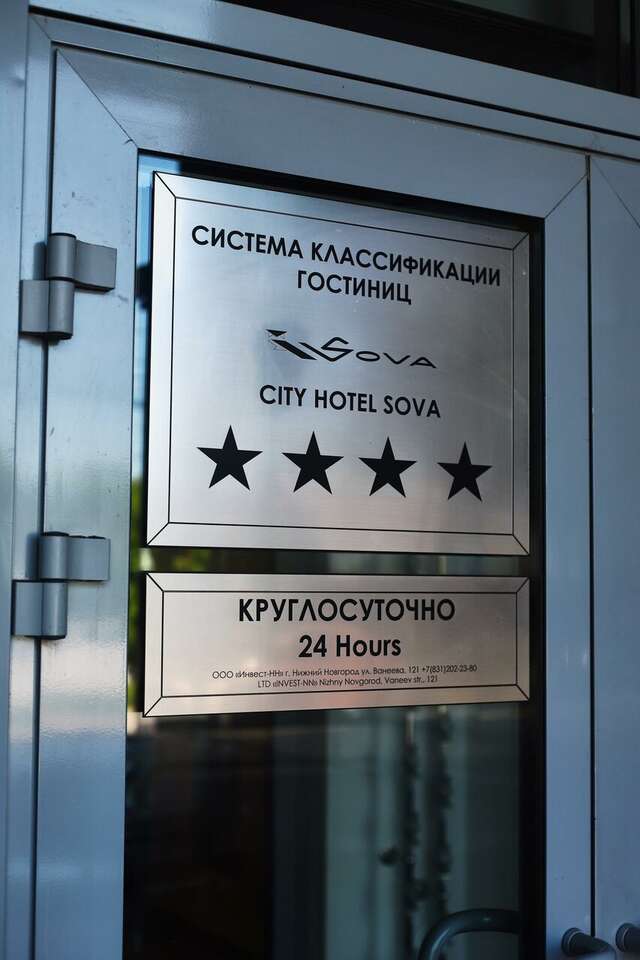 СИСТЕМА КЛАССИФИКАЦИИ
ГОСТИНИЦ
SOVA
CITY HOTEL SOVA
КРУГЛОСУТОЧНО
24 Hours
ООО «Инвест-НН» г. Нижний Новгород ул. Ванеева, 121 +7(831)202-23-80
LTD «INVEST-NN» Nizhny Novgorod, Vaneev str., 121